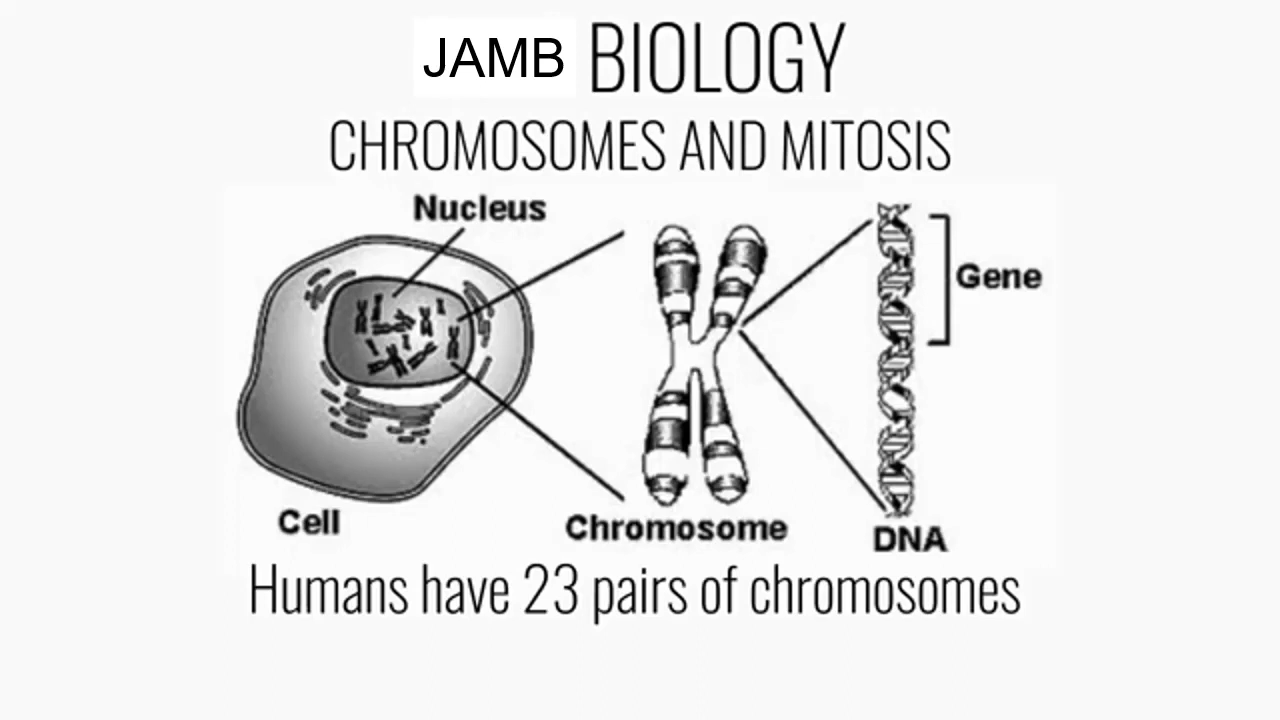 JAMB BIOLOGY
CHROMOSOMES AND MITOSIS
Nucleus
Gene
Cell
Chromosome
DNA
Humans have 23 pairs of chromosomes